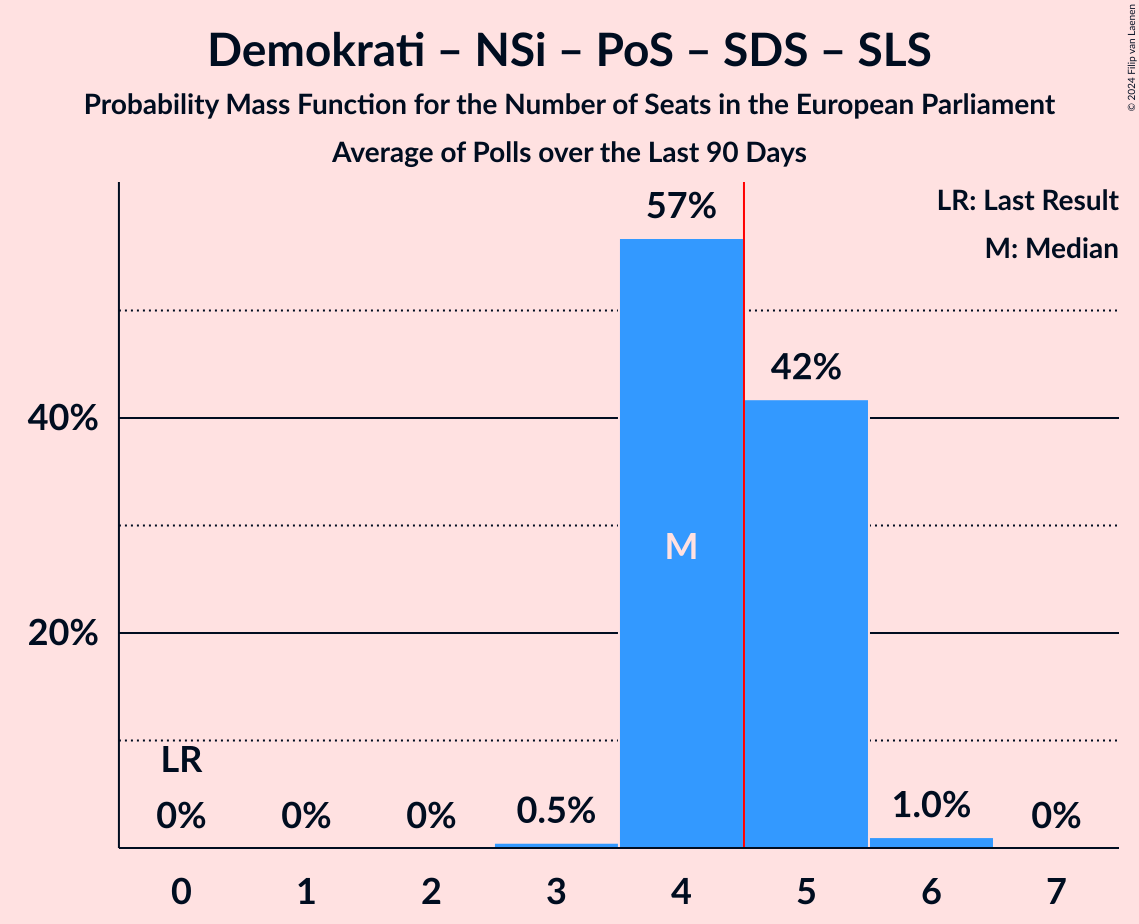 Demokrati – NSi – PoS – SDS – SLS
Probability Mass Function for the Number of Seats in the European Parliament
Average of Polls over the Last 90 Days
© 2024 Filip van Laenen
LR: Last Result
M: Median
57%
42%
40%
M
20%
LR
0% 0% 0% 0.5% 1.0% 0%
0 1 2 3 4 5 6 7